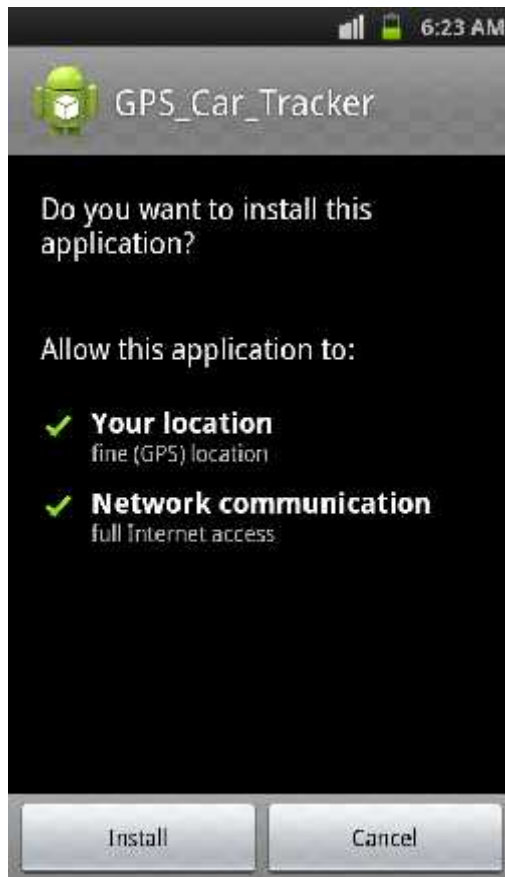 6:23 AM
GPS_Car_Tracker
Do you want to install this
application?
Allow this application to:
Your location
fine (GPS) location
Network communication
full Internet access
Install
Cancel